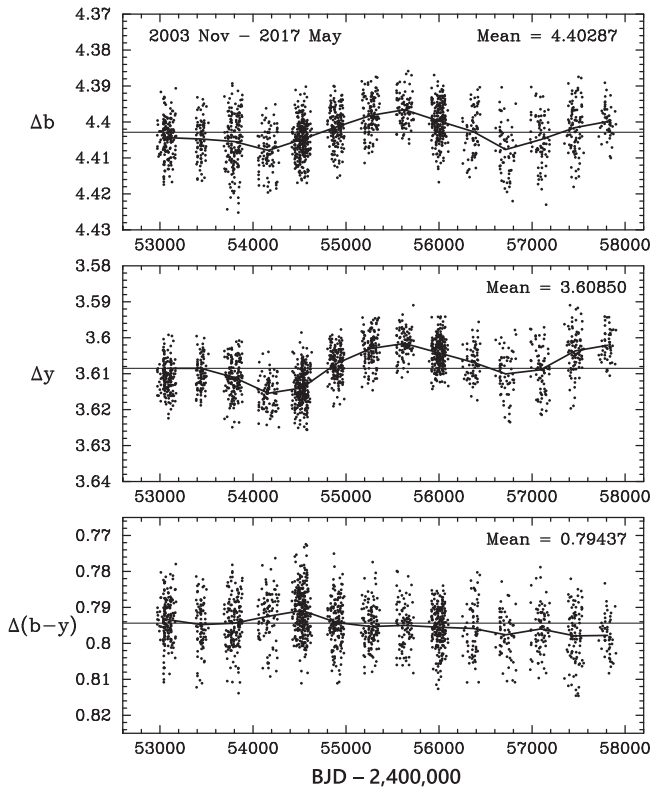 4.37
2003 Nov – 2017 May Mean = 4.40287
4.38
4.39
Δb 4.4
4.41
4.42
4.43
53000 54000 55000 56000 57000 58000
3.58
Mean = 3.60850
3.59
3.6
Δy 3.61
3.62
3.63
3.64
53000 54000 55000 56000 57000 58000
0.77 Mean = 0.79437
0.78
0.79
Δ(b–y)
0.8
0.81
0.82
53000 54000 55000 56000 57000 58000
BJD – 2,400,000